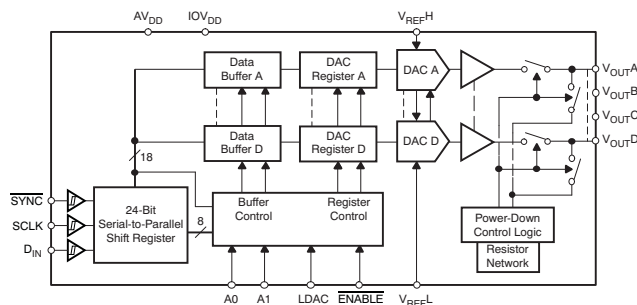 AVDD IOVDD VREFH
Data Buffer A
DAC Register A
DAC A
VOUTA
VOUTB
VOUTC
VOUTD
Data Buffer D
DAC Register D
DAC D
18
SYNC
SCLK
DIN
24-Bit
Serial-to-Parallel
Shift Register
8
Buffer Control
Register Control
Power-Down
Control Logic
Resistor
Network
A0 A1 LDAC ENABLE VREFL